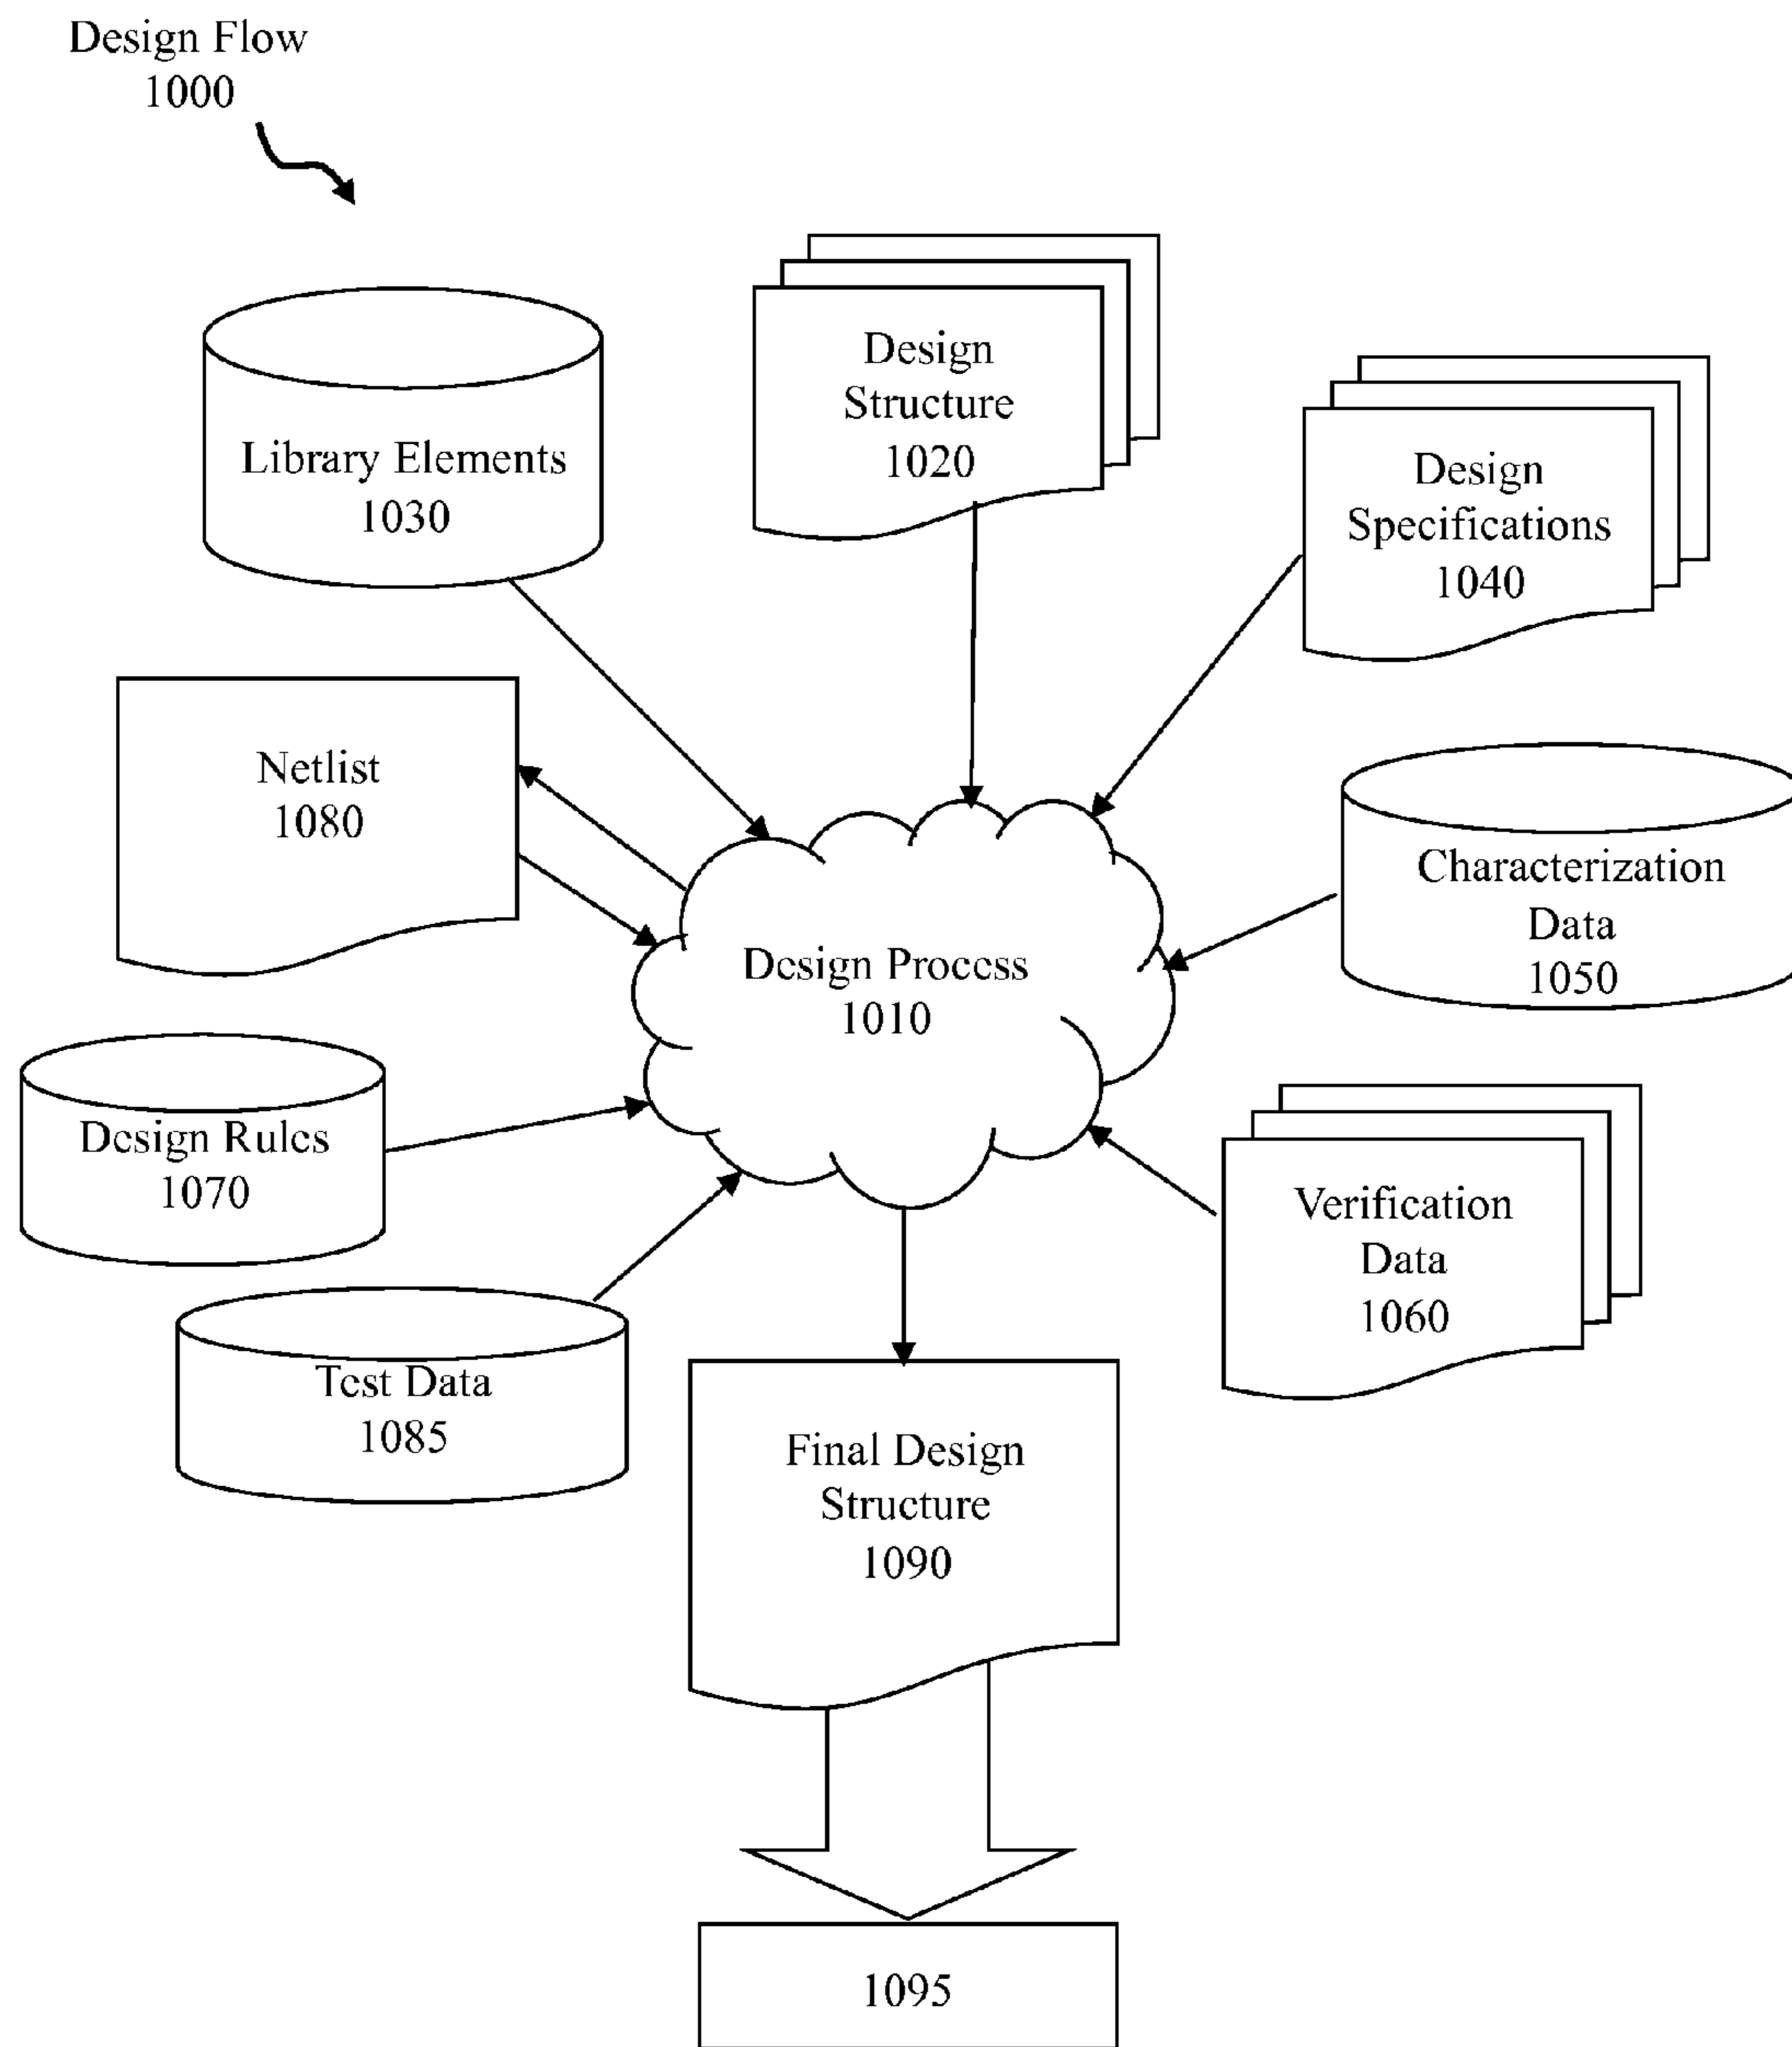 Design Flow
1000
Design
Structure
1020
Library Elements
1030
Design
Specifications
1040
Netlist
1080
Characterization
Data
1050
Design Process
1010
Design Rules
1070
Verification
Data
1060
Test Data
1085
Final Design
Structure
1090
1095